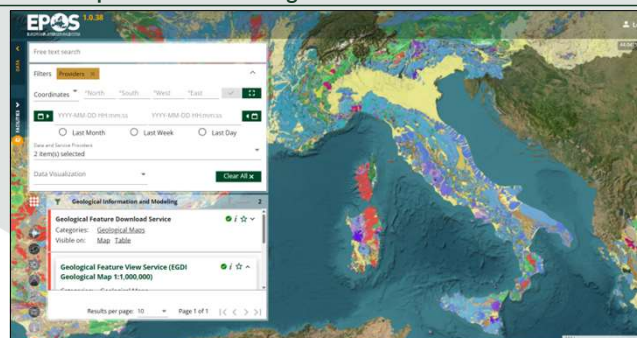 EPOS 1.0.38
DATA
FACILITIES
Free text search
Filters Providers
Coordinates °North °South °West °East
YYYY-MM-DD HH:mm:ss YYYY-MM-DD HH:mm:ss
Last Month Last Week Last Day
Data and Service Providers
2 item(s) selected
Data Visualization
Clear All x
Geological Information and Modeling 2
Geological Feature Download Service
Categories: Geological Maps
Visible on: Map Table
Geological Feature View Service (EGDI
Geological Map 1:1,000,000)
Results per page: 10 Page 1 of 1